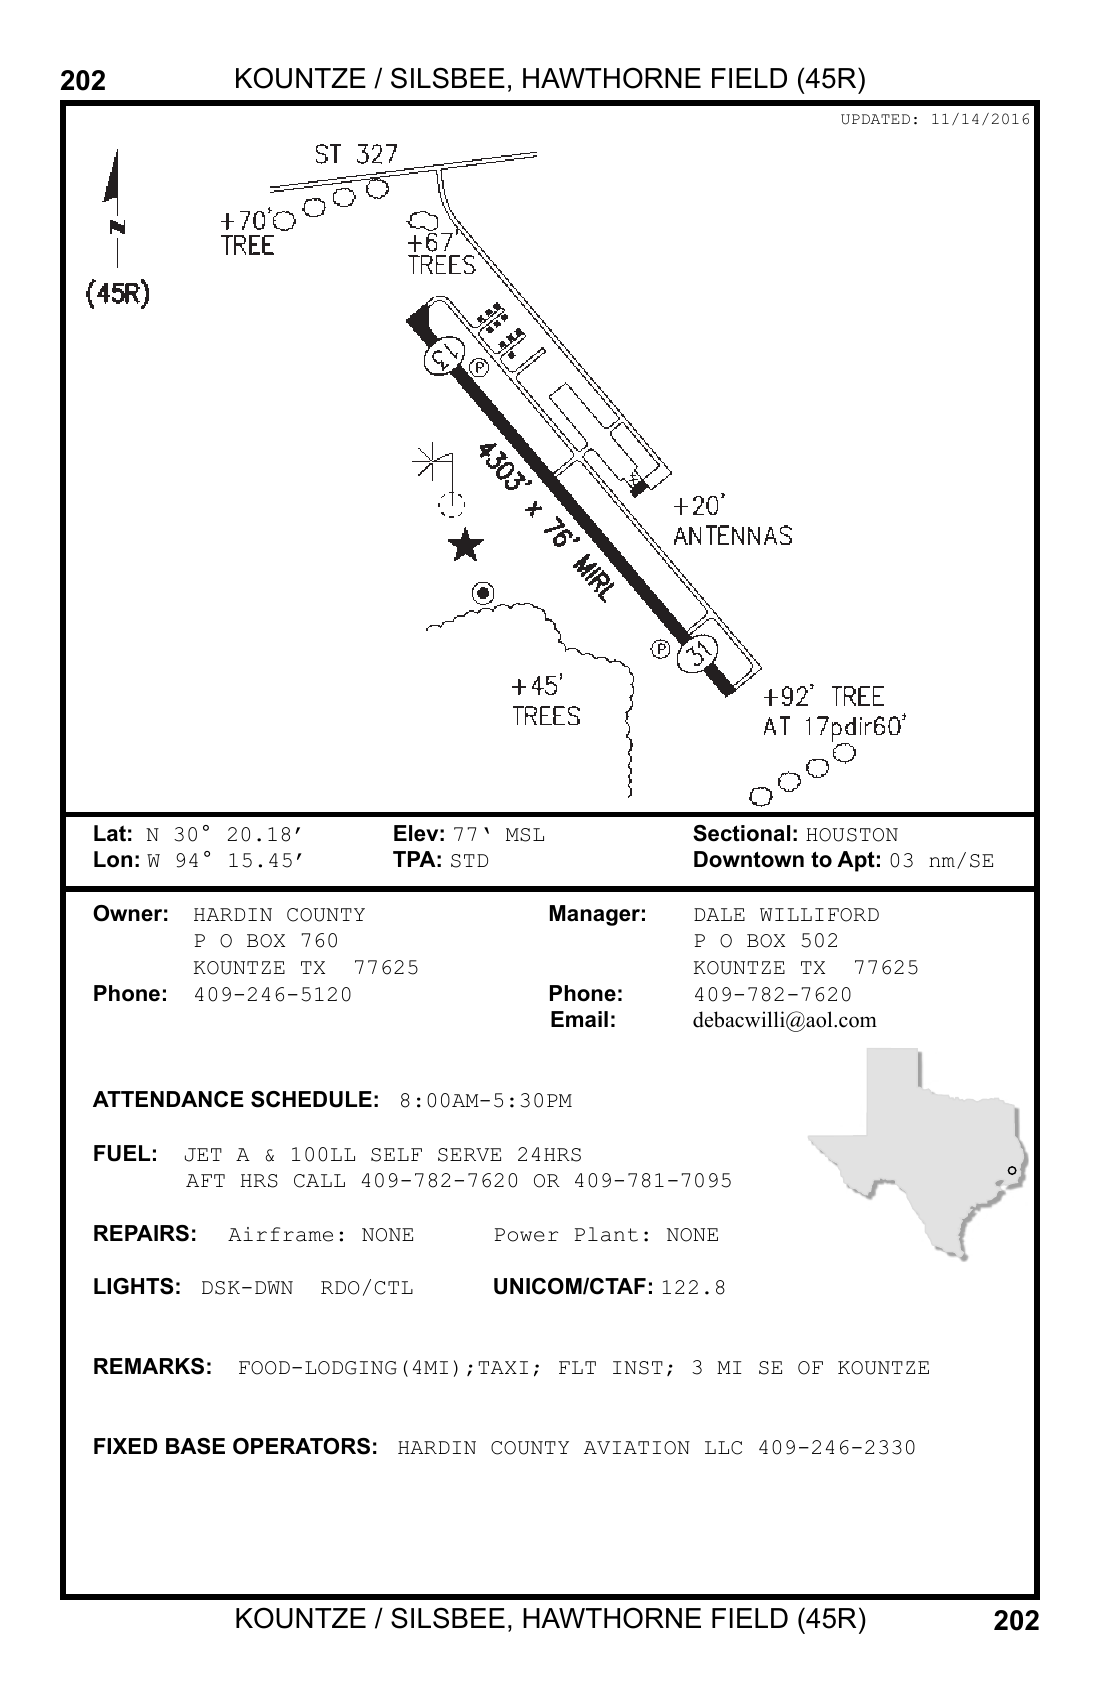 202 KOUNTZE / SILSBEE, HAWTHORNE FIELD (45R)
UPDATED: 11/14/2016
ST 327
N
+70'
TREE
+67'
TREES
(45R)
13
P
4303' x 76' MIRL
+20'
ANTENNAS
P
31
+45'
TREES
+92' TREE
AT 17pdir60'
Lat: N 30° 20.18′ Elev: 77‘ MSL Sectional: HOUSTON
Lon: W 94° 15.45′ TPA: STD Downtown to Apt: 03 nm/SE
Owner: HARDIN COUNTY Manager: DALE WILLIFORD
P O BOX 760 P O BOX 502
KOUNTZE TX 77625 KOUNTZE TX 77625
Phone: 409-246-5120 Phone: 409-782-7620
Email: debacwilli@aol.com
ATTENDANCE SCHEDULE: 8:00AM-5:30PM
FUEL: JET A & 100LL SELF SERVE 24HRS
AFT HRS CALL 409-782-7620 OR 409-781-7095
REPAIRS: Airframe: NONE Power Plant: NONE
LIGHTS: DSK-DWN RDO/CTL UNICOM/CTAF: 122.8
REMARKS: FOOD-LODGING(4MI);TAXI; FLT INST; 3 MI SE OF KOUNTZE
FIXED BASE OPERATORS: HARDIN COUNTY AVIATION LLC 409-246-2330
KOUNTZE / SILSBEE, HAWTHORNE FIELD (45R) 202